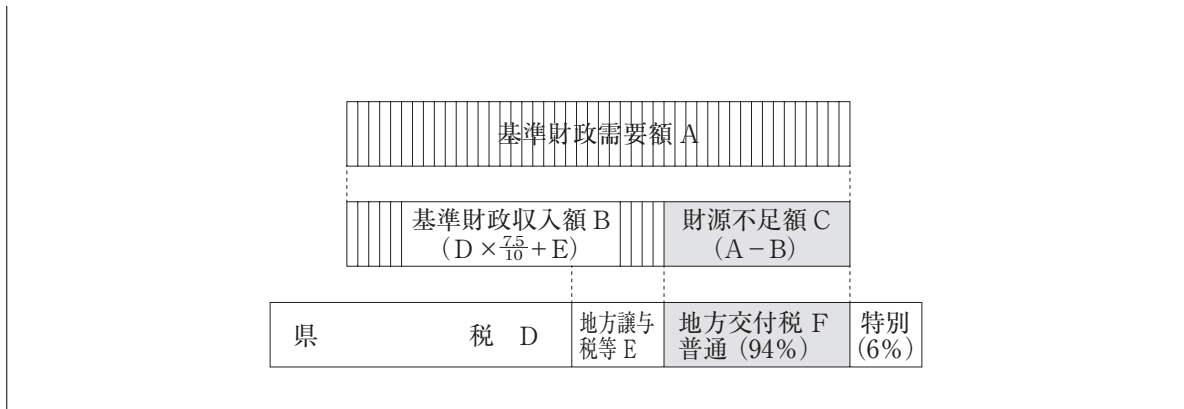 基準財政需要額 A
基準財政収入額 B
（D × 7.5/10 + E）
財源不足額 C
（A − B）
県　　　　　税　D
地方譲与
税等 E
地方交付税 F
普通（94%）
特別
(6%)